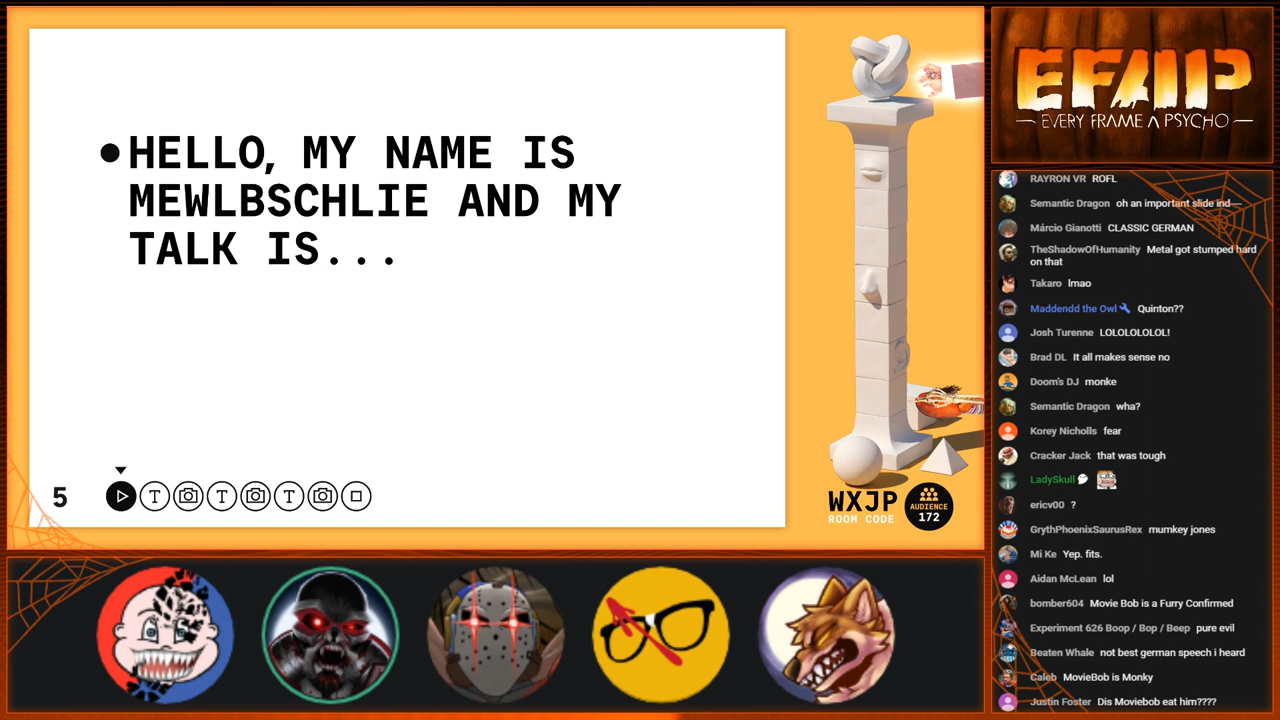 ●HELLO, MY NAME IS
MEWLBSCHLIE AND MY
TALK IS...
5
T T T
WXJP
ROOM CODE
AUDIENCE
172
EFAP
EVERY FRAME A PSYCHO
RAYRON VR ROFL
Semantic Dragon oh an important slide ind—
Márcio Gianotti CLASSIC GERMAN
TheShadowOfHumanity Metal got stumped hard
on that
Takaro lmao
Maddendd the Owl Quinton??
Josh Turenne LOLOLOLOLOL!
Brad DL It all makes sense no
Doom's DJ monke
Semantic Dragon wha?
Korey Nicholls fear
Cracker Jack that was tough
LadySkull
ericv00 ?
GrythPhoenixSaurusRex mumkey jones
Mi Ke Yep. fits.
Aidan McLean lol
bomber604 Movie Bob is a Furry Confirmed
Experiment 626 Boop / Bop / Beep pure evil
Beaten Whale not best german speech i heard
Caleb MovieBob is Monky
Justin Foster Dis Moviebob eat him????